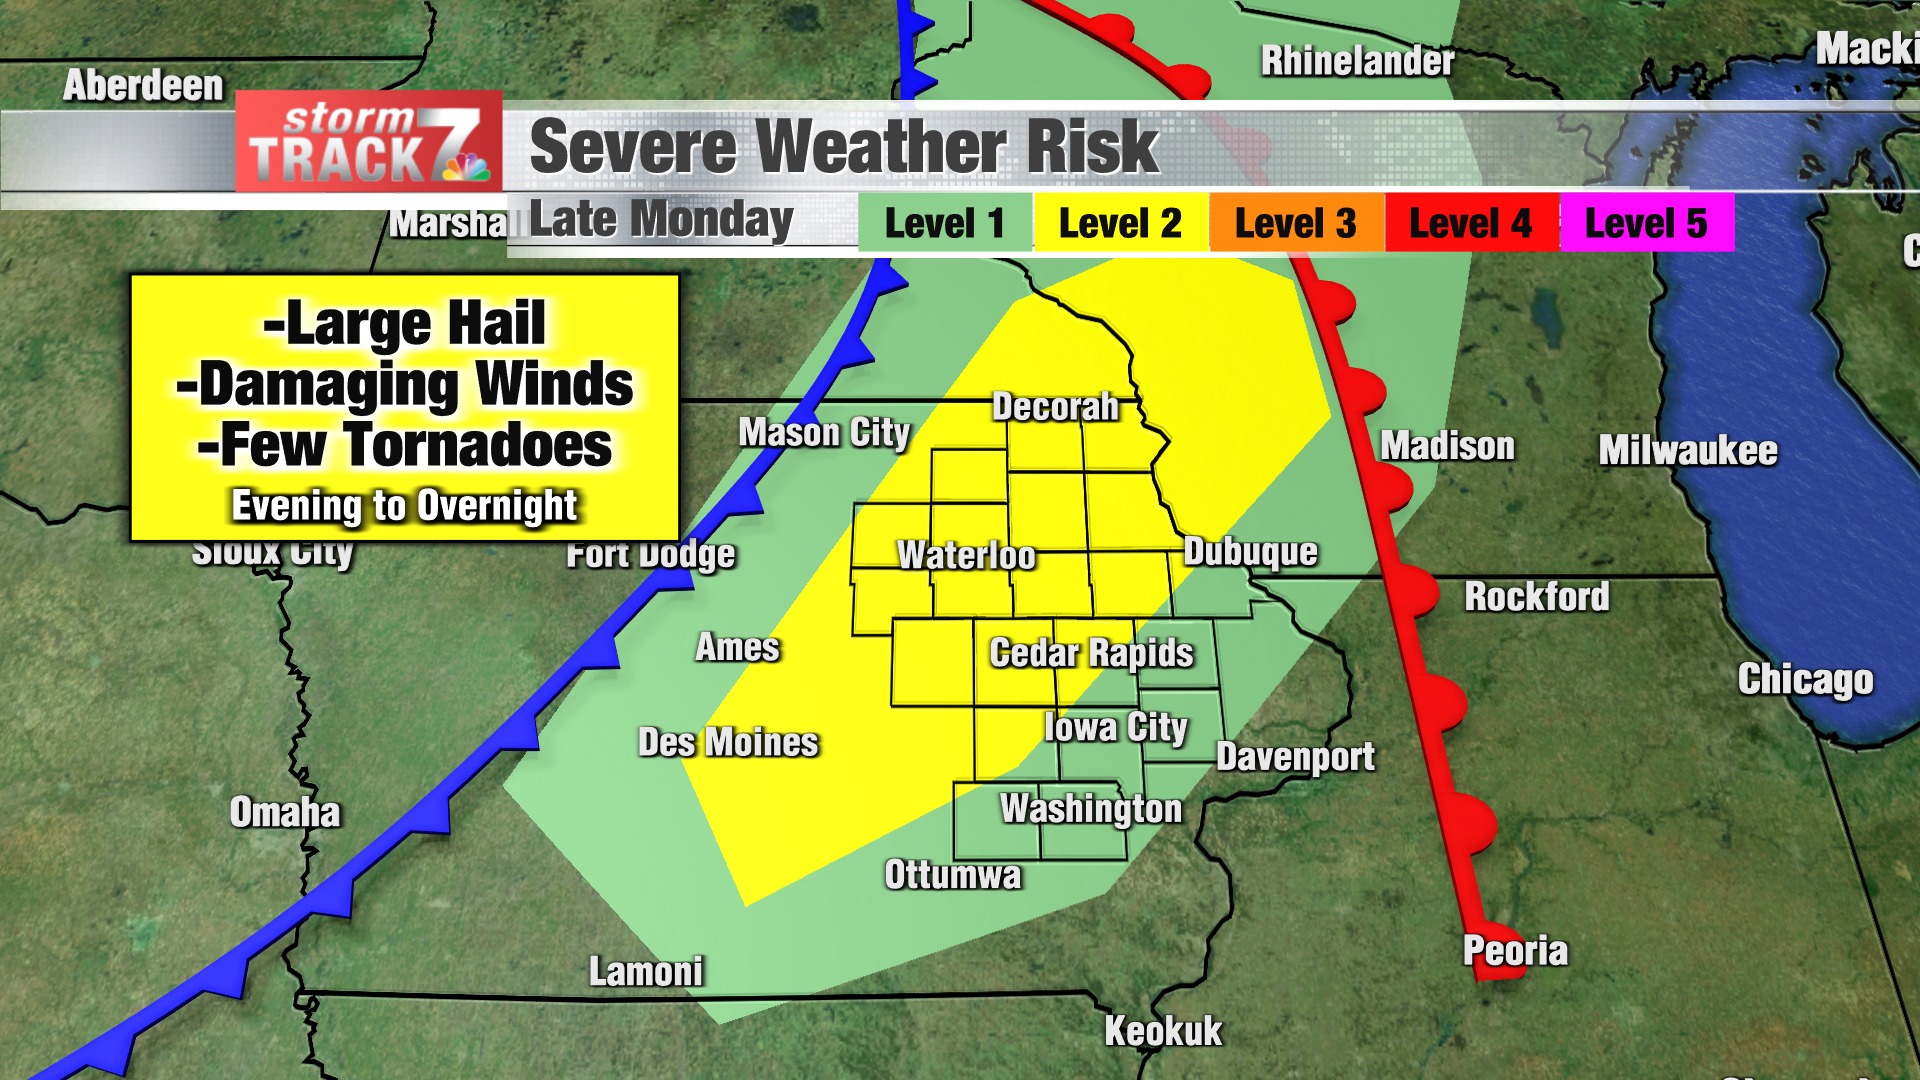 Rhinelander
Macki
Aberdeen
storm
TRACK 7
Severe Weather Risk
Marsha
Late Monday
Level 1
Level 2
Level 3
Level 4
Level 5
C
-Large Hail
-Damaging Winds
-Few Tornadoes
Evening to Overnight
Decorah
Mason City
Madison
Milwaukee
Sioux City
Fort Dodge
Waterloo
Dubuque
Rockford
Ames
Cedar Rapids
Chicago
Des Moines
Iowa City
Davenport
Omaha
Washington
Ottumwa
Peoria
Lamoni
Keokuk